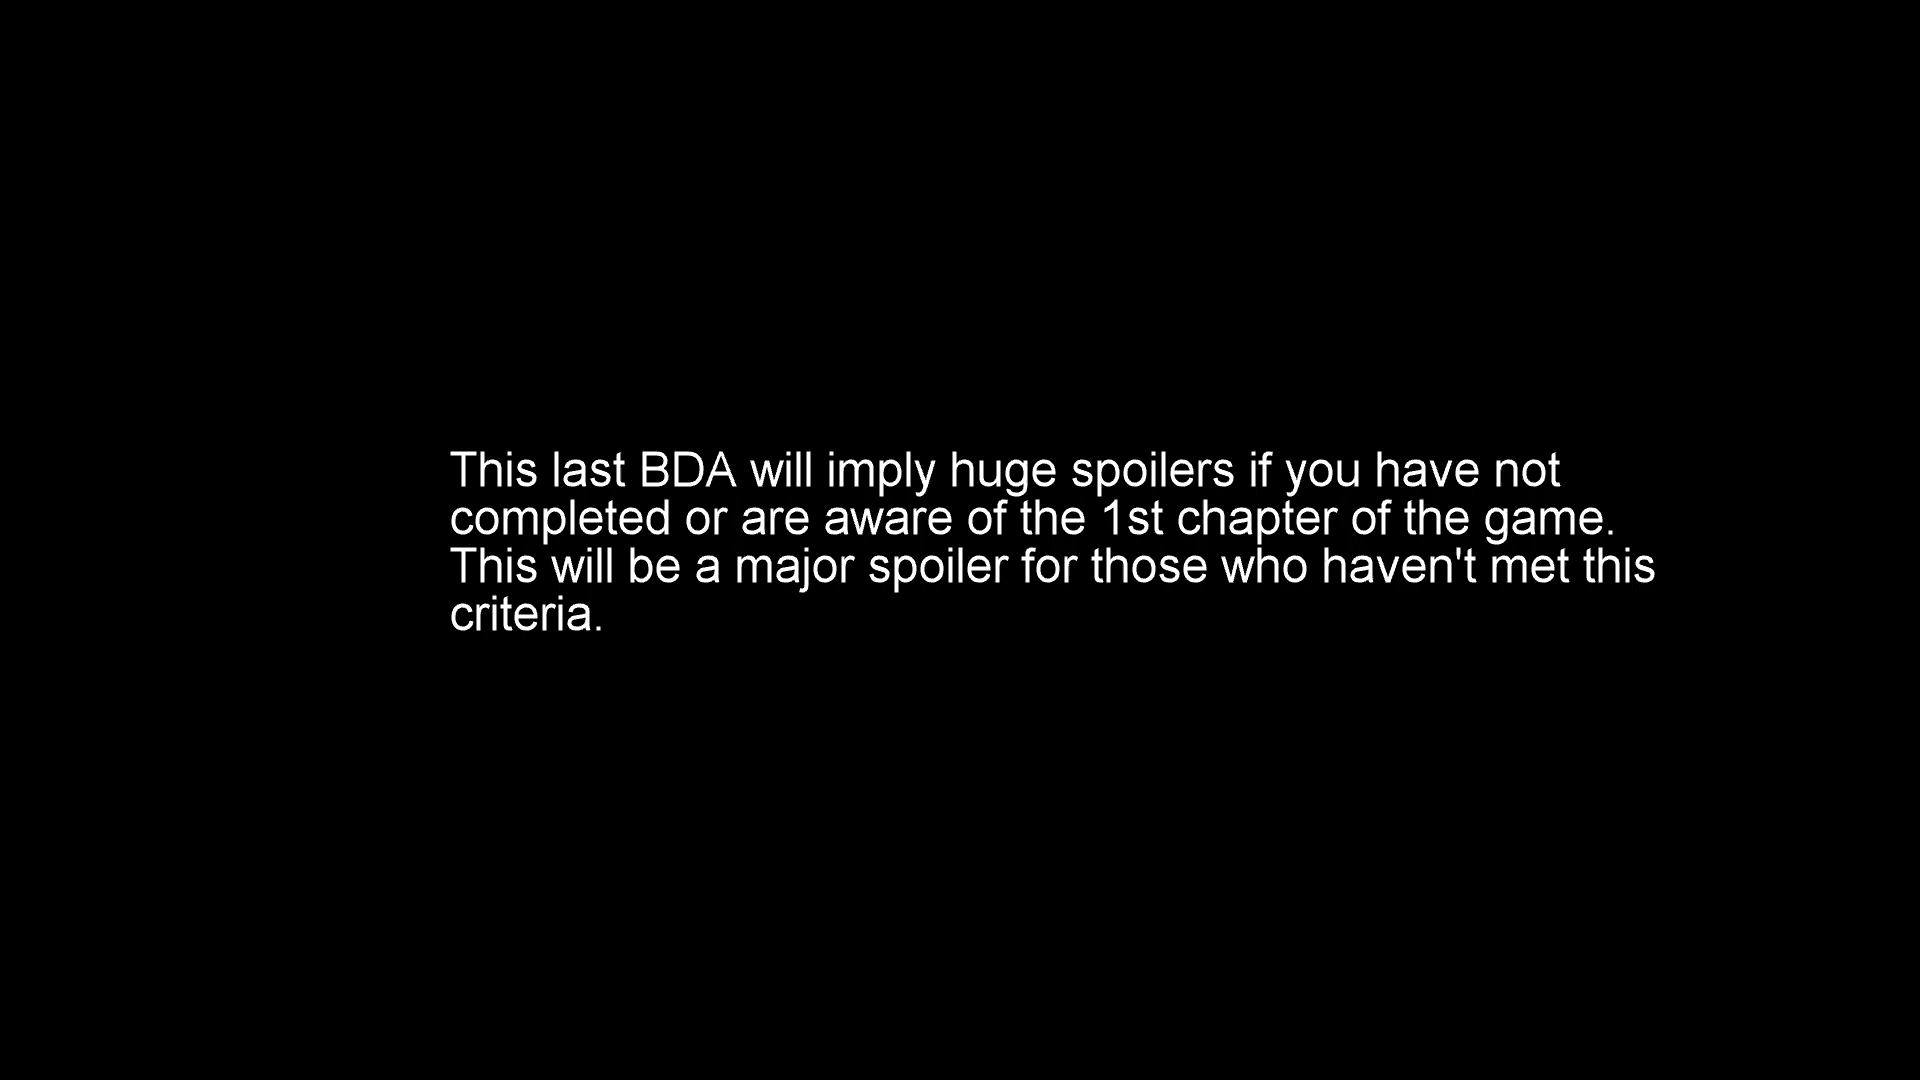 This last BDA will imply huge spoilers if you have not
completed or are aware of the 1st chapter of the game.
This will be a major spoiler for those who haven't met this
criteria.